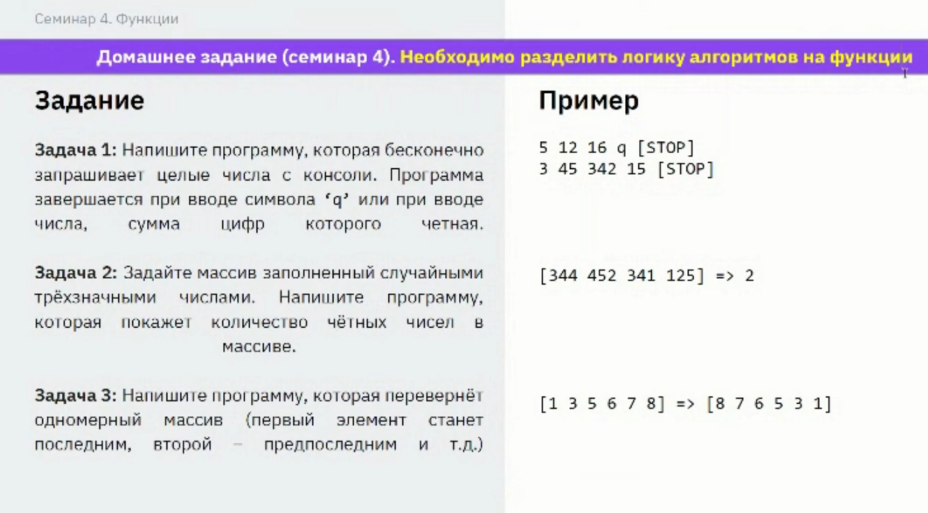 Семинар 4. Функции
Домашнее задание (семинар 4). Необходимо разделить логику алгоритмов на функции
Задание
Задача 1: Напишите программу, которая бесконечно
запрашивает целые числа с консоли. Программа
завершается при вводе символа ‘q’ или при вводе
числа, сумма цифр которого четная.
Задача 2: Задайте массив заполненный случайными
трёхзначными числами. Напишите программу,
которая покажет количество чётных чисел в
массиве.
Задача 3: Напишите программу, которая перевернёт
одномерный массив (первый элемент станет
последним, второй – предпоследним и т.д.)
Пример
5 12 16 q [STOP]
3 45 342 15 [STOP]
[344 452 341 125] => 2
[1 3 5 6 7 8] => [8 7 6 5 3 1]